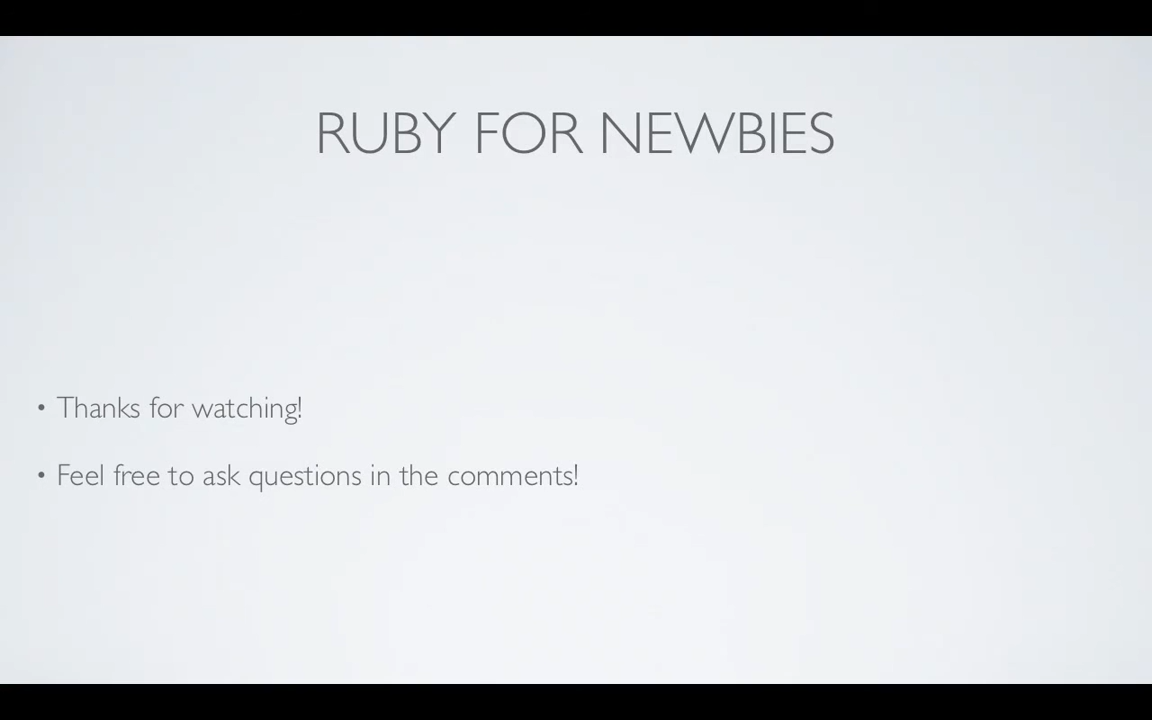 RUBY FOR NEWBIES
• Thanks for watching!
• Feel free to ask questions in the comments!